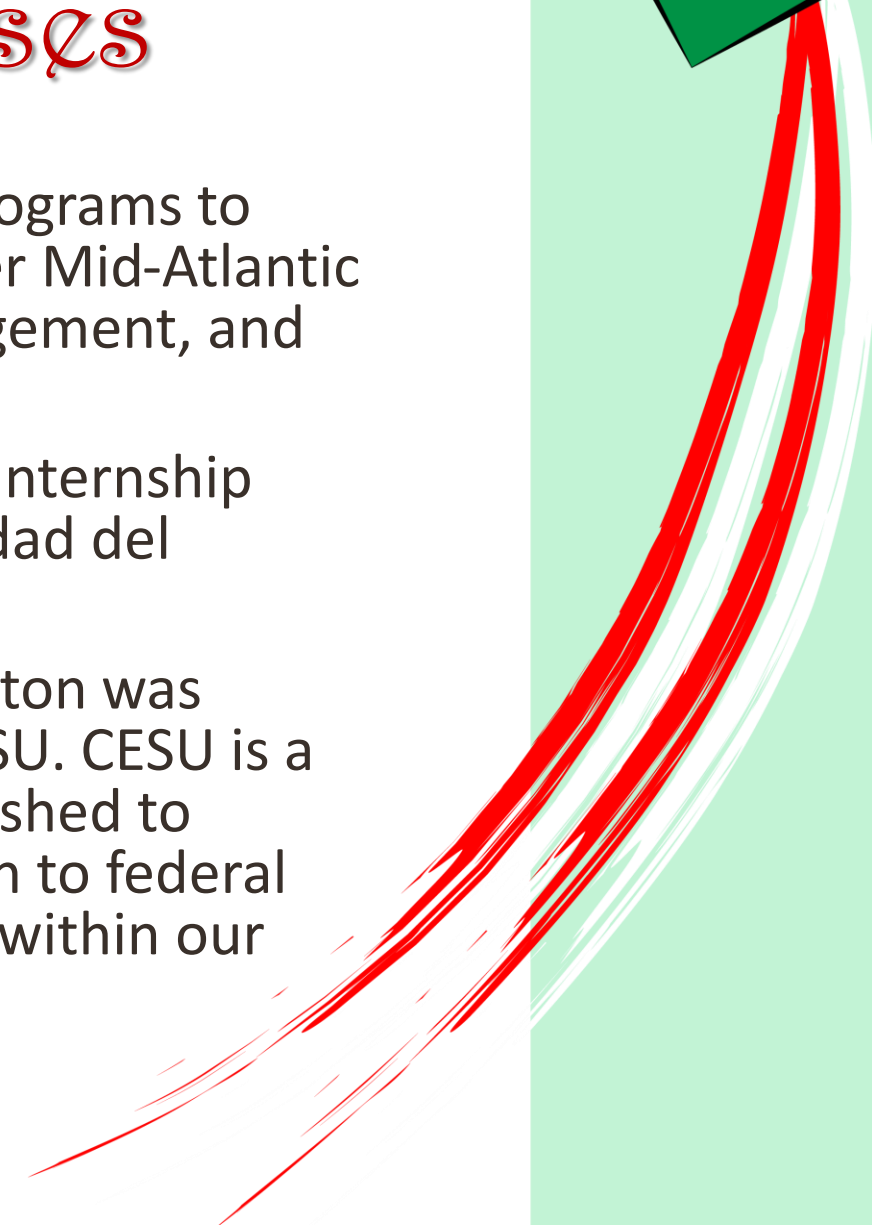 ses
ograms to
er Mid-Atlantic
gement, and
nternship
dad del
ton was
SU. CESU is a
shed to
n to federal
within our